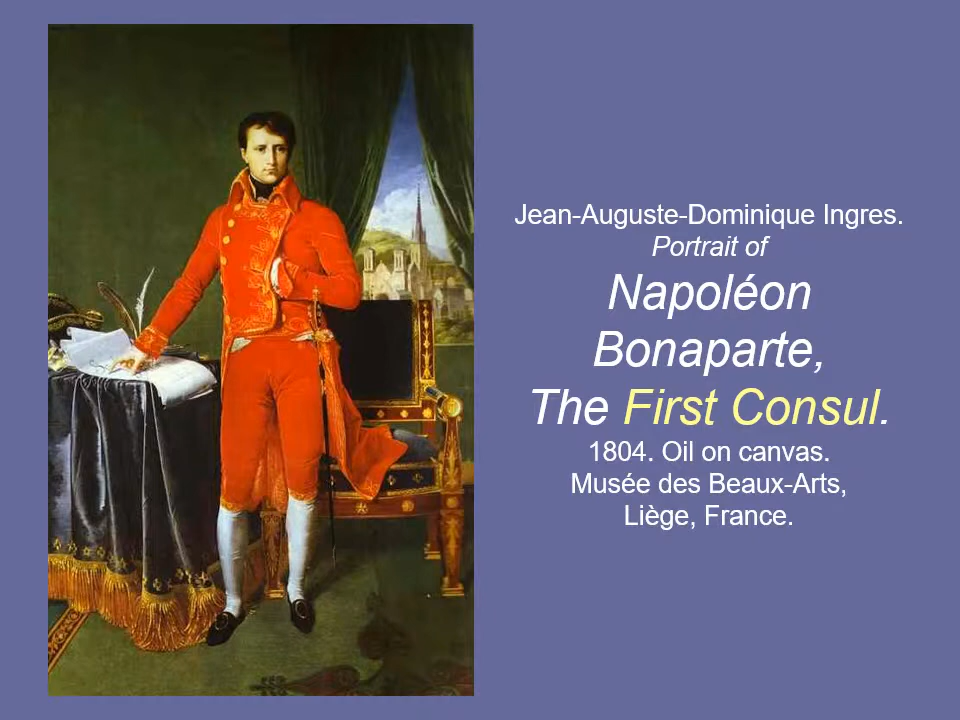 Jean-Auguste-Dominique Ingres.
Portrait of
Napoléon
Bonaparte,
The First Consul.
1804. Oil on canvas.
Musée des Beaux-Arts,
Liège, France.